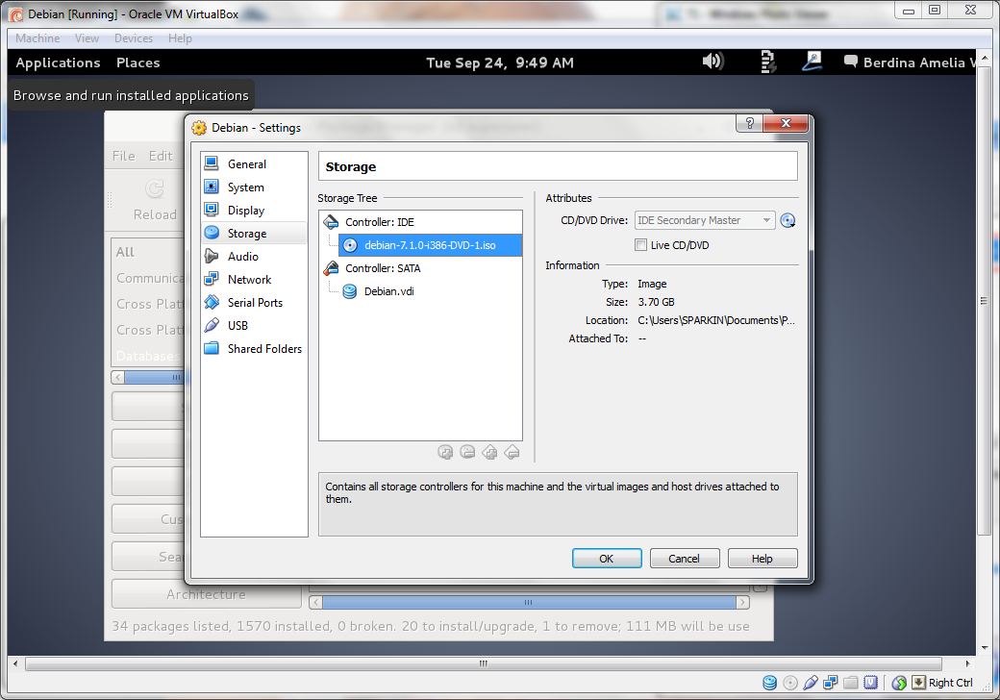 Debian [Running] - Oracle VM VirtualBox
Machine View Devices Help
Applications Places Tue Sep 24, 9:49 AM Berdina Amelia
Browse and run installed applications
Debian - Settings
File Edit
Reload
All
Cross
Cross
Databases
General
System
Display
Storage
Audio
Network
Serial Ports
USB
Shared Folders
Storage
Storage Tree
Controller: IDE
debian-7.1.0-i386-DVD-1.iso
Controller: SATA
Debian.vdi
Attributes
CD/DVD Drive: IDE Secondary Master
Live CD/DVD
Information
Type: Image
Size: 3.70 GB
Location: C:\Users\SPARKIN\Documents\P...
Attached To: --
Contains all storage controllers for this machine and the virtual images and host drives attached to
them.
OK Cancel Help
Architecture
34 packages listed, 1570 installed, 0 broken. 20 to install/upgrade, 1 to remove; 111 MB will be use
Right Ctrl